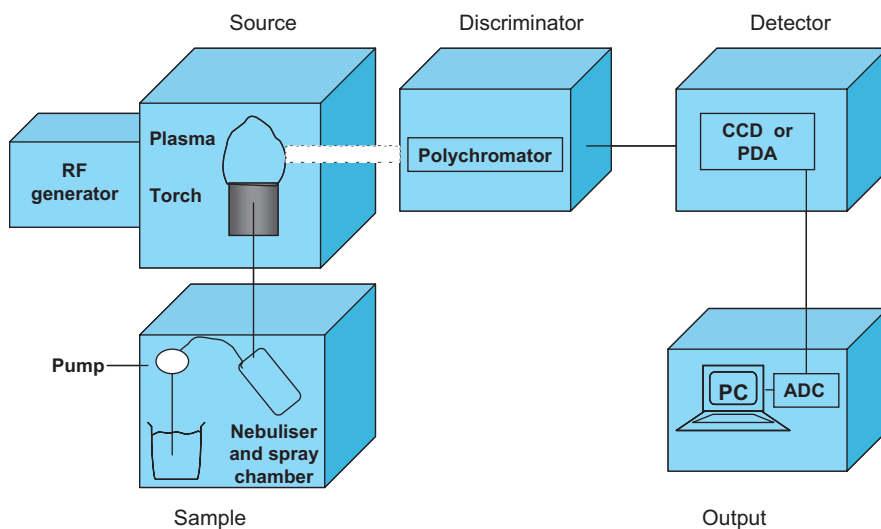 Source
Discriminator
Detector
RF
generator
Plasma
Torch
Polychromator
CCD or
PDA
Pump
Nebuliser
and spray
chamber
PC
ADC
Sample
Output